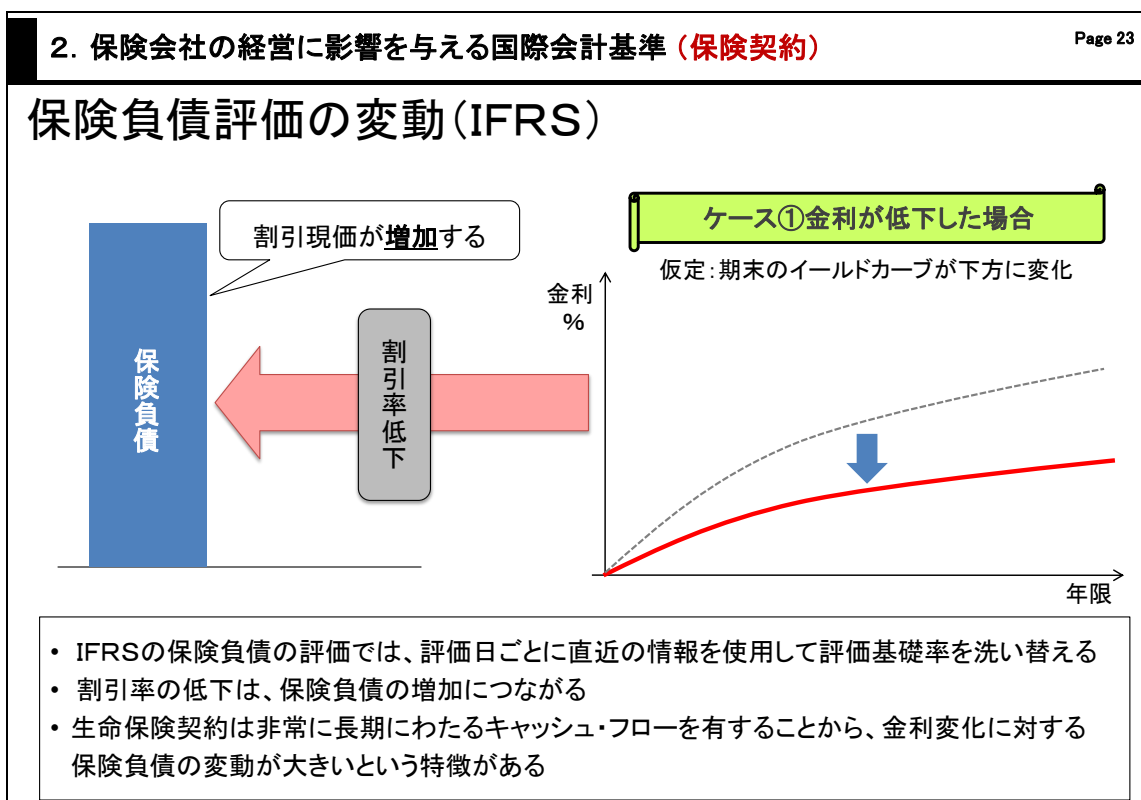 ２．保険会社の経営に影響を与える国際会計基準（保険契約）
Page 23
保険負債評価の変動（ＩＦＲＳ）
割引現価が増加する
ケース①金利が低下した場合
仮定：期末のイールドカーブが下方に変化
金利
％
保険負債
割引率低下
年限
• ＩＦＲＳの保険負債の評価では、評価日ごとに直近の情報を使用して評価基礎率を洗い替える
• 割引率の低下は、保険負債の増加につながる
• 生命保険契約は非常に長期にわたるキャッシュ・フローを有することから、金利変化に対する
保険負債の変動が大きいという特徴がある